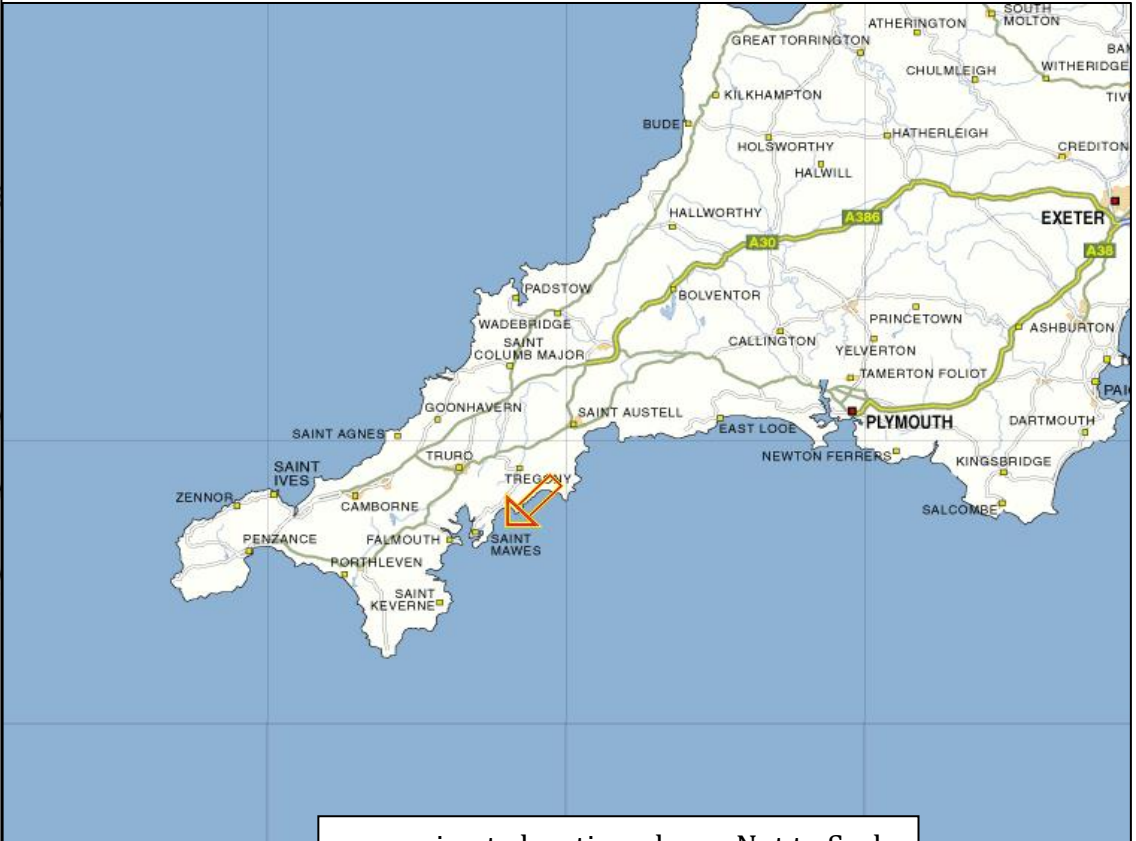 SOUTH
MOLTON
ATHERINGTON
GREAT TORRINGTON
WITHERIDGE
CHULMLEIGH
KILKHAMPTON
BUDE
HATHERLEIGH
HOLSWORTHY
CREDITON
HALWILL
HALLWORTHY
A386
EXETER
A30
A38
PADSTOW
BOLVENTOR
WADEBRIDGE
PRINCETOWN
ASHBURTON
SAINT
COLUMB MAJOR
CALLINGTON
YELVERTON
TAMERTON FOLIOT
GOONHAVERN
SAINT AUSTELL
EAST LOOE
PLYMOUTH
DARTMOUTH
SAINT AGNES
TRURO
NEWTON FERRERS
KINGSBRIDGE
SAINT
IVES
TREGONY
ZENNOR
CAMBORNE
SALCOMBE
PENZANCE
FALMOUTH
SAINT
MAWES
PORTHLEVEN
SAINT
KEVERNE